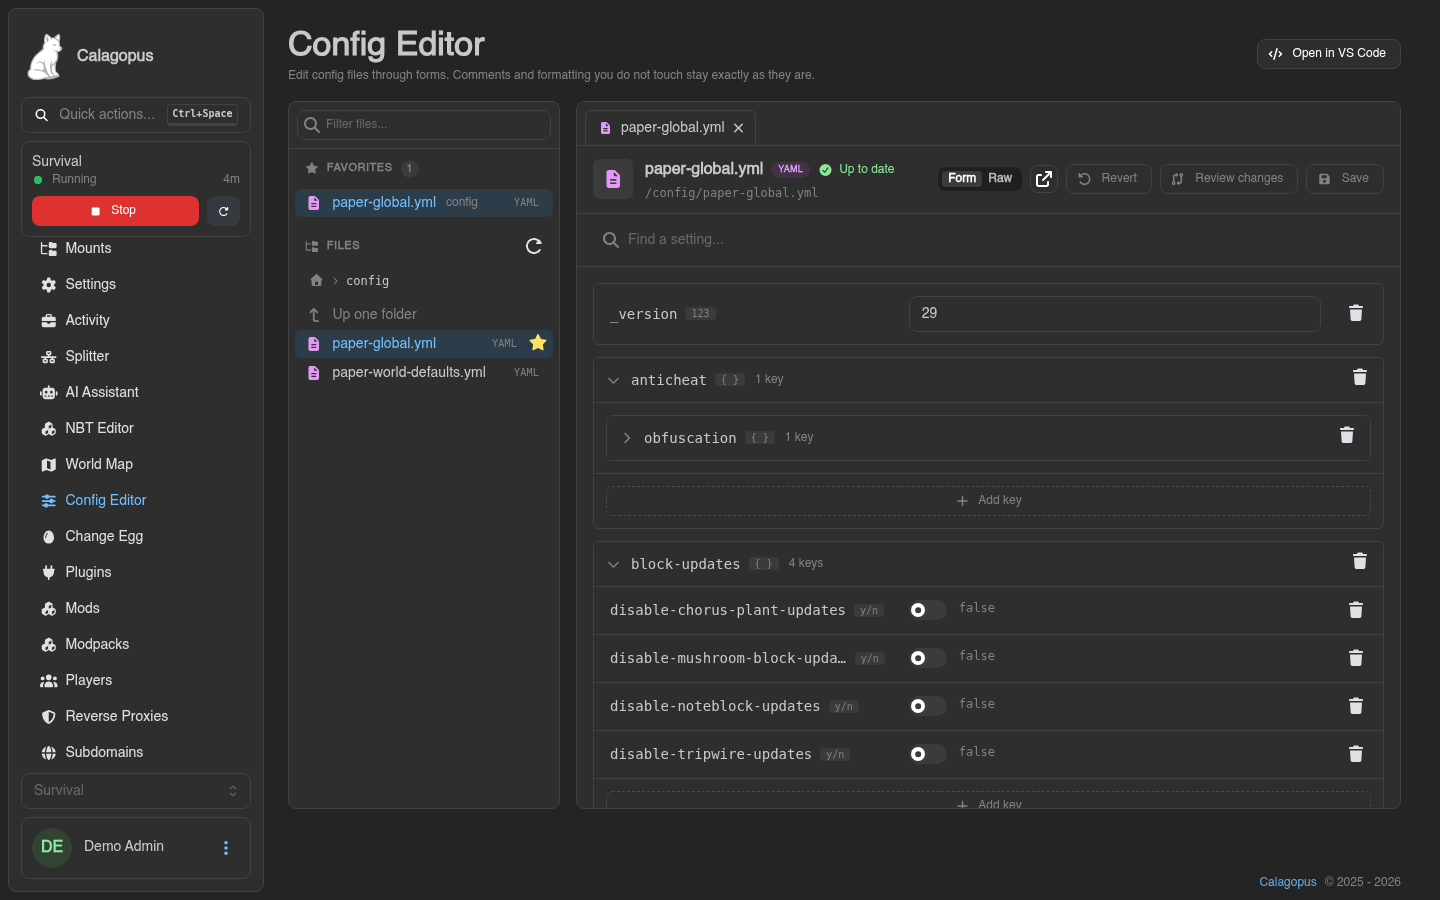 Calagopus
Quick actions... Ctrl+Space
Survival
Running 4m
Stop
Mounts
Settings
Activity
Splitter
AI Assistant
NBT Editor
World Map
Config Editor
Change Egg
Plugins
Mods
Modpacks
Players
Reverse Proxies
Subdomains
Survival
DE Demo Admin
Config Editor
Edit config files through forms. Comments and formatting you do not touch stay exactly as they are.
Open in VS Code
Filter files...
FAVORITES 1
paper-global.yml config YAML
FILES
config
Up one folder
paper-global.yml YAML
paper-world-defaults.yml YAML
paper-global.yml
paper-global.yml YAML Up to date
/config/paper-global.yml
Form Raw Revert Review changes Save
Find a setting...
_version 123 29
anticheat { } 1 key
obfuscation { } 1 key
Add key
block-updates { } 4 keys
disable-chorus-plant-updates y/n false
disable-mushroom-block-upda… y/n false
disable-noteblock-updates y/n false
disable-tripwire-updates y/n false
Add key
Calagopus © 2025 - 2026